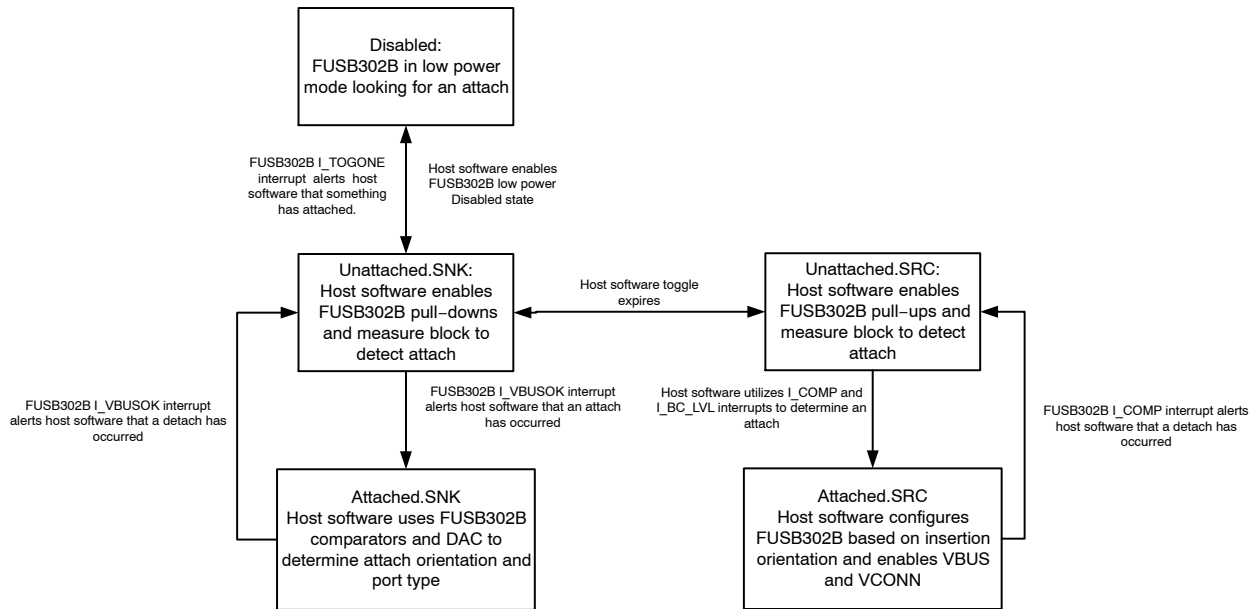 Disabled:
FUSB302B in low power
mode looking for an attach
FUSB302B I_TOGONE
interrupt alerts host
software that something
has attached.
Host software enables
FUSB302B low power
Disabled state
Unattached.SNK:
Host software enables
FUSB302B pull−downs
and measure block to
detect attach
Host software toggle
expires
Unattached.SRC:
Host software enables
FUSB302B pull−ups and
measure block to detect
attach
FUSB302B I_VBUSOK interrupt
alerts host software that a detach has
occurred
FUSB302B I_VBUSOK interrupt
alerts host software that an attach
has occurred
Host software utilizes I_COMP and
I_BC_LVL interrupts to determine an
attach
FUSB302B I_COMP interrupt alerts
host software that a detach has
occurred
Attached.SNK
Host software uses FUSB302B
comparators and DAC to
determine attach orientation and
port type
Attached.SRC
Host software configures
FUSB302B based on insertion
orientation and enables VBUS
and VCONN